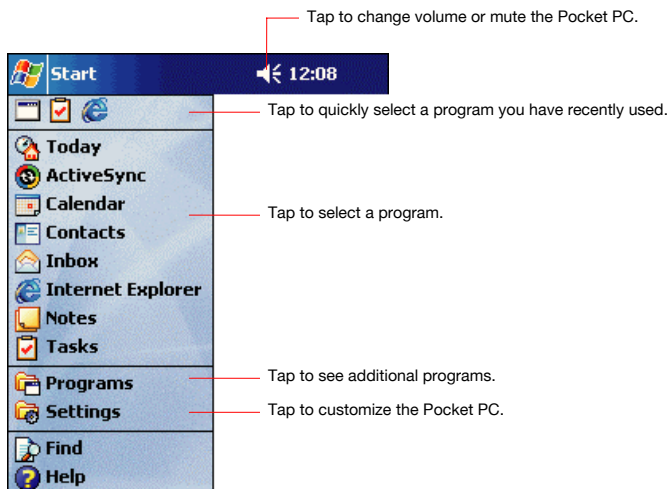 Tap to change volume or mute the Pocket PC.
Start 12:08
Tap to quickly select a program you have recently used.
Today
ActiveSync
Calendar
Tap to select a program.
Contacts
Inbox
Internet Explorer
Notes
Tasks
Programs
Tap to see additional programs.
Settings
Tap to customize the Pocket PC.
Find
Help